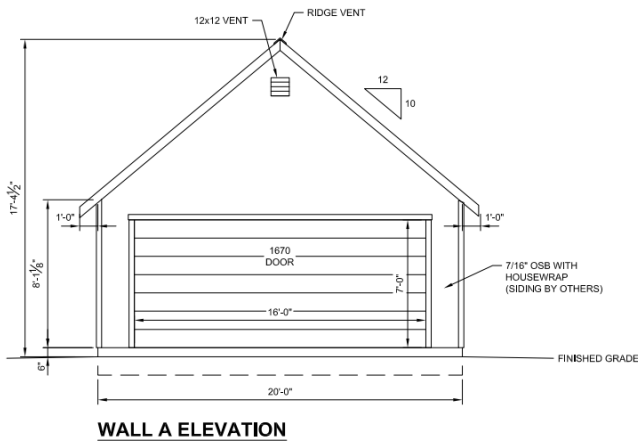 RIDGE VENT
12x12 VENT
12
10
17'-4½"
1'-0"
1'-0"
8'-1⅛"
1670
DOOR
7'-0"
7/16" OSB WITH
HOUSEWRAP
(SIDING BY OTHERS)
16'-0"
6"
FINISHED GRADE
20'-0"
WALL A ELEVATION